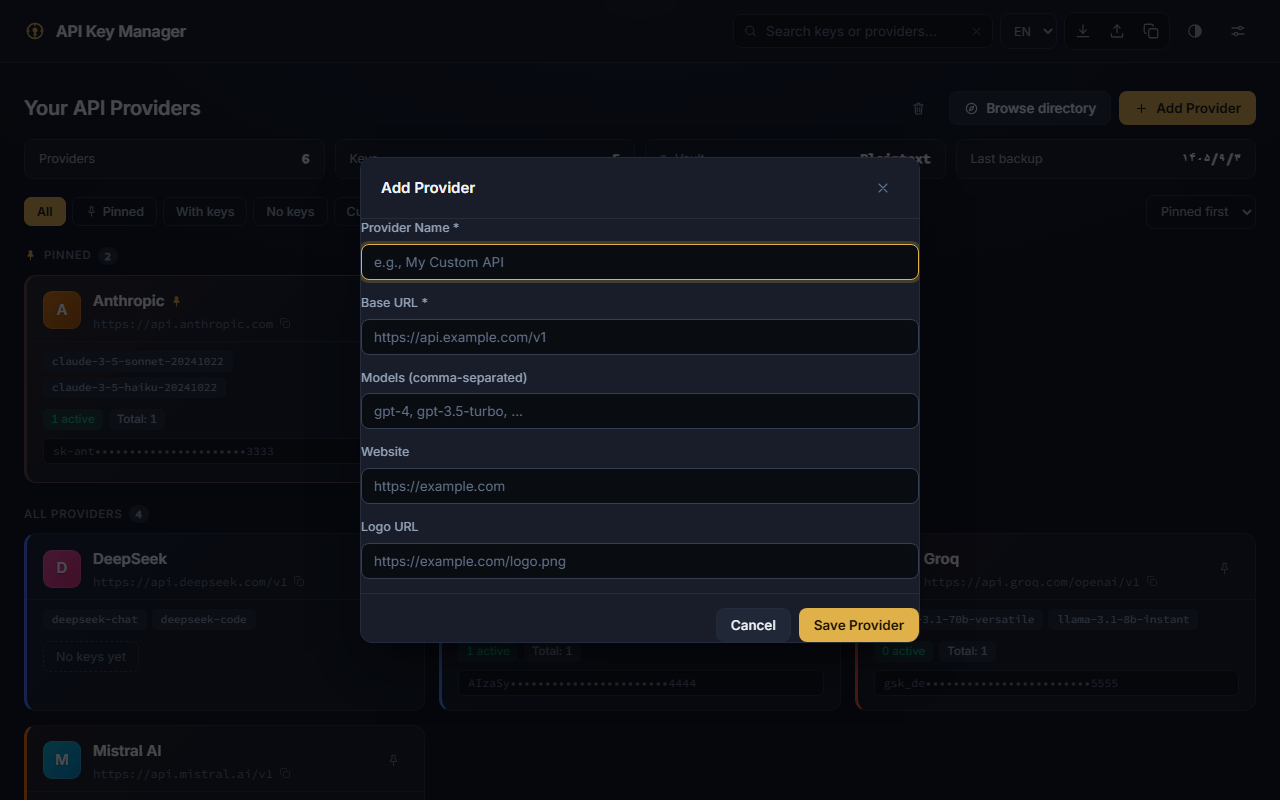 API Key Manager
Search keys or providers...
EN
Your API Providers
Browse directory
Add Provider
Providers 6
Last backup ۱۴۰۵/۹/۳
All
Pinned
With keys
No keys
Pinned first
PINNED 2
A
Anthropic
https://api.anthropic.com
claude-3-5-sonnet-20241022
claude-3-5-haiku-20241022
1 active
Total: 1
sk-ant••••••••••••••••••••••3333
ALL PROVIDERS 4
D
DeepSeek
https://api.deepseek.com/v1
deepseek-chat
deepseek-code
No keys yet
1 active
Total: 1
AIzaSy•••••••••••••••••••••••4444
Groq
https://api.groq.com/openai/v1
3.1-70b-versatile
llama-3.1-8b-instant
0 active
Total: 1
gsk_de••••••••••••••••••••••••5555
M
Mistral AI
https://api.mistral.ai/v1
Add Provider
Provider Name *
e.g., My Custom API
Base URL *
https://api.example.com/v1
Models (comma-separated)
gpt-4, gpt-3.5-turbo, ...
Website
https://example.com
Logo URL
https://example.com/logo.png
Cancel
Save Provider